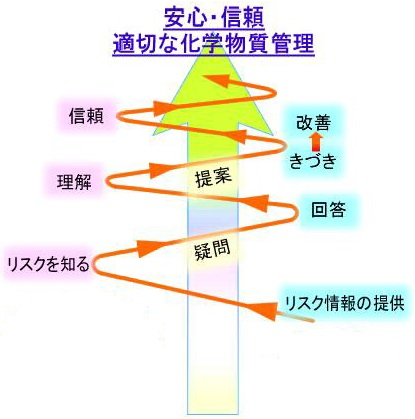 安心・信頼
適切な化学物質管理
信頼
改善
きづき
理解
提案
回答
疑問
リスクを知る
リスク情報の提供